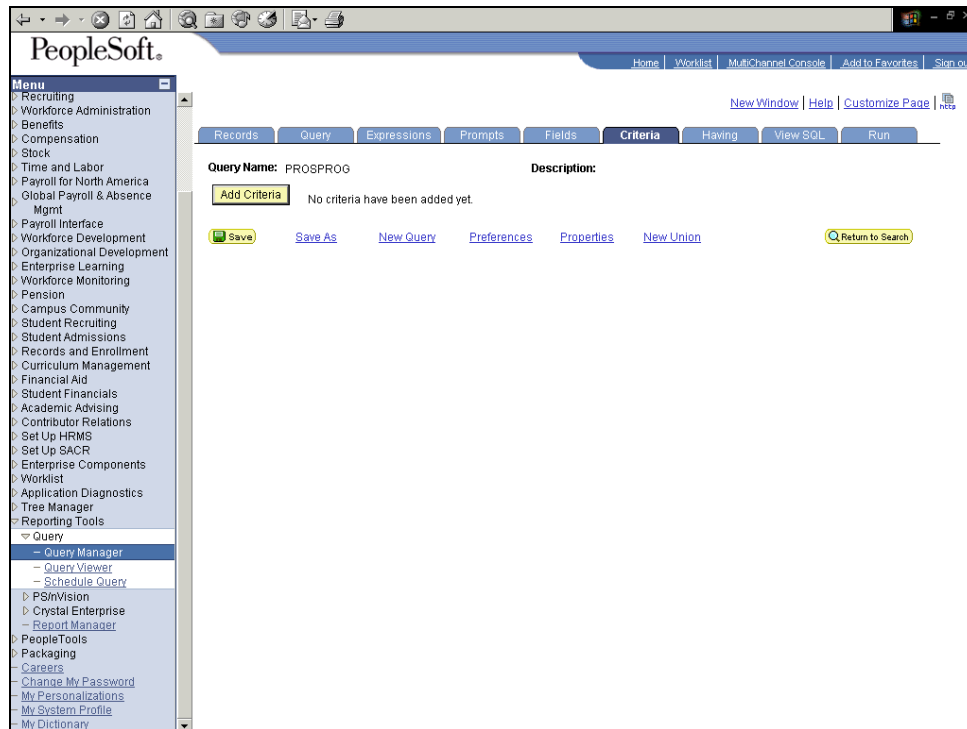 PeopleSoft®
Home | Worklist | MultiChannel Console | Add to Favorites | Sign ou
Menu
Recruiting
Workforce Administration
Benefits
Compensation
Stock
Time and Labor
Payroll for North America
Global Payroll & Absence
Mgmt
Payroll Interface
Workforce Development
Organizational Development
Enterprise Learning
Workforce Monitoring
Pension
Campus Community
Student Recruiting
Student Admissions
Records and Enrollment
Curriculum Management
Financial Aid
Student Financials
Academic Advising
Contributor Relations
Set Up HRMS
Set Up SACR
Enterprise Components
Worklist
Application Diagnostics
Tree Manager
Reporting Tools
Query
– Query Manager
– Query Viewer
– Schedule Query
PS/nVision
Crystal Enterprise
– Report Manager
PeopleTools
Packaging
– Careers
– Change My Password
– My Personalizations
– My System Profile
– My Dictionary
New Window | Help | Customize Page | http
Records Query Expressions Prompts Fields Criteria Having View SQL Run
Query Name: PROSPROG Description:
Add Criteria No criteria have been added yet.
Save Save As New Query Preferences Properties New Union Return to Search